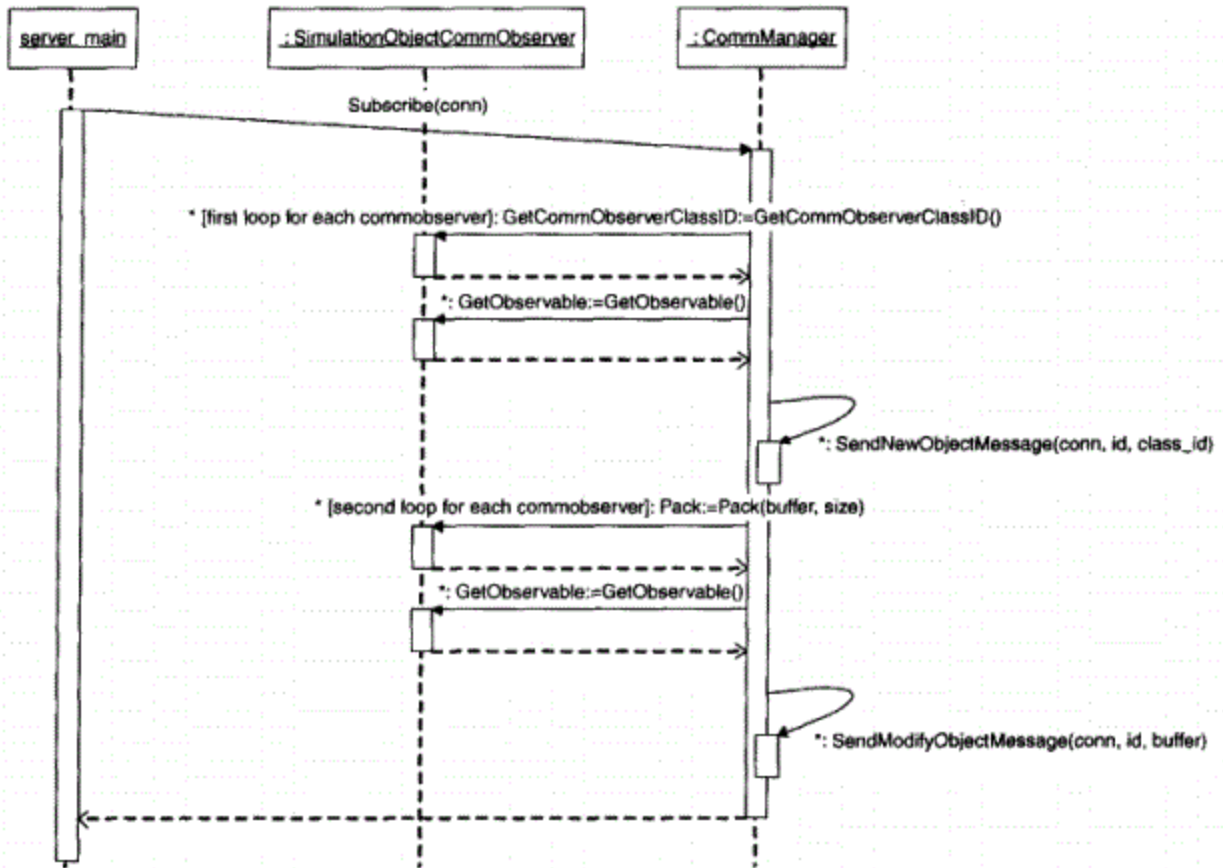 server_main
: SimulationObjectCommObserver
: CommManager
Subscribe(conn)
* [first loop for each commobserver]: GetCommObserverClassID:=GetCommObserverClassID()
*: GetObservable:=GetObservable()
*: SendNewObjectMessage(conn, id, class_id)
* [second loop for each commobserver]: Pack:=Pack(buffer, size)
*: GetObservable:=GetObservable()
*: SendModifyObjectMessage(conn, id, buffer)